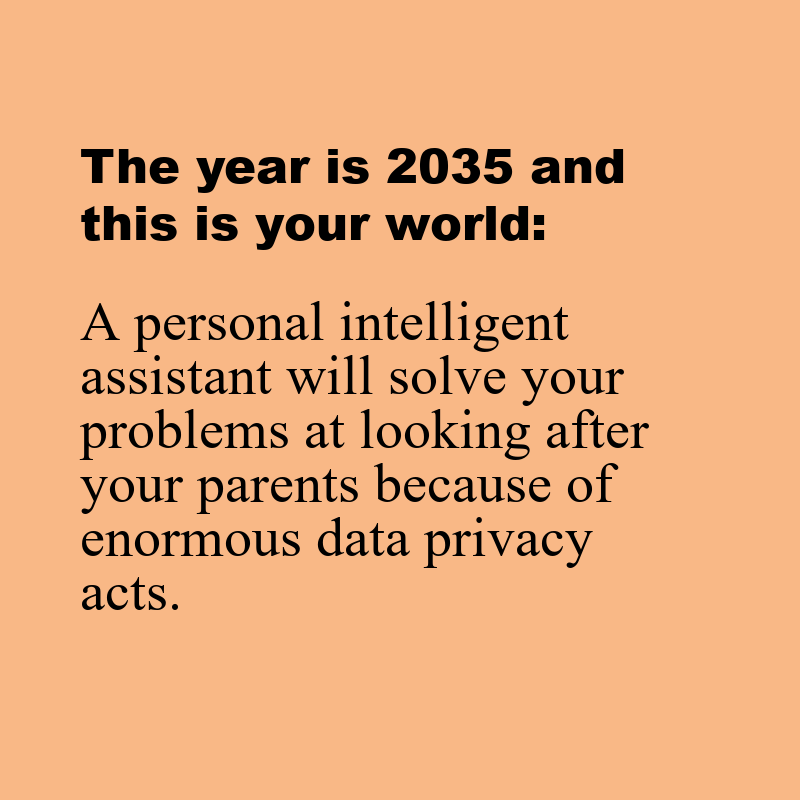 The year is 2035 and
this is your world:
A personal intelligent
assistant will solve your
problems at looking after
your parents because of
enormous data privacy
acts.